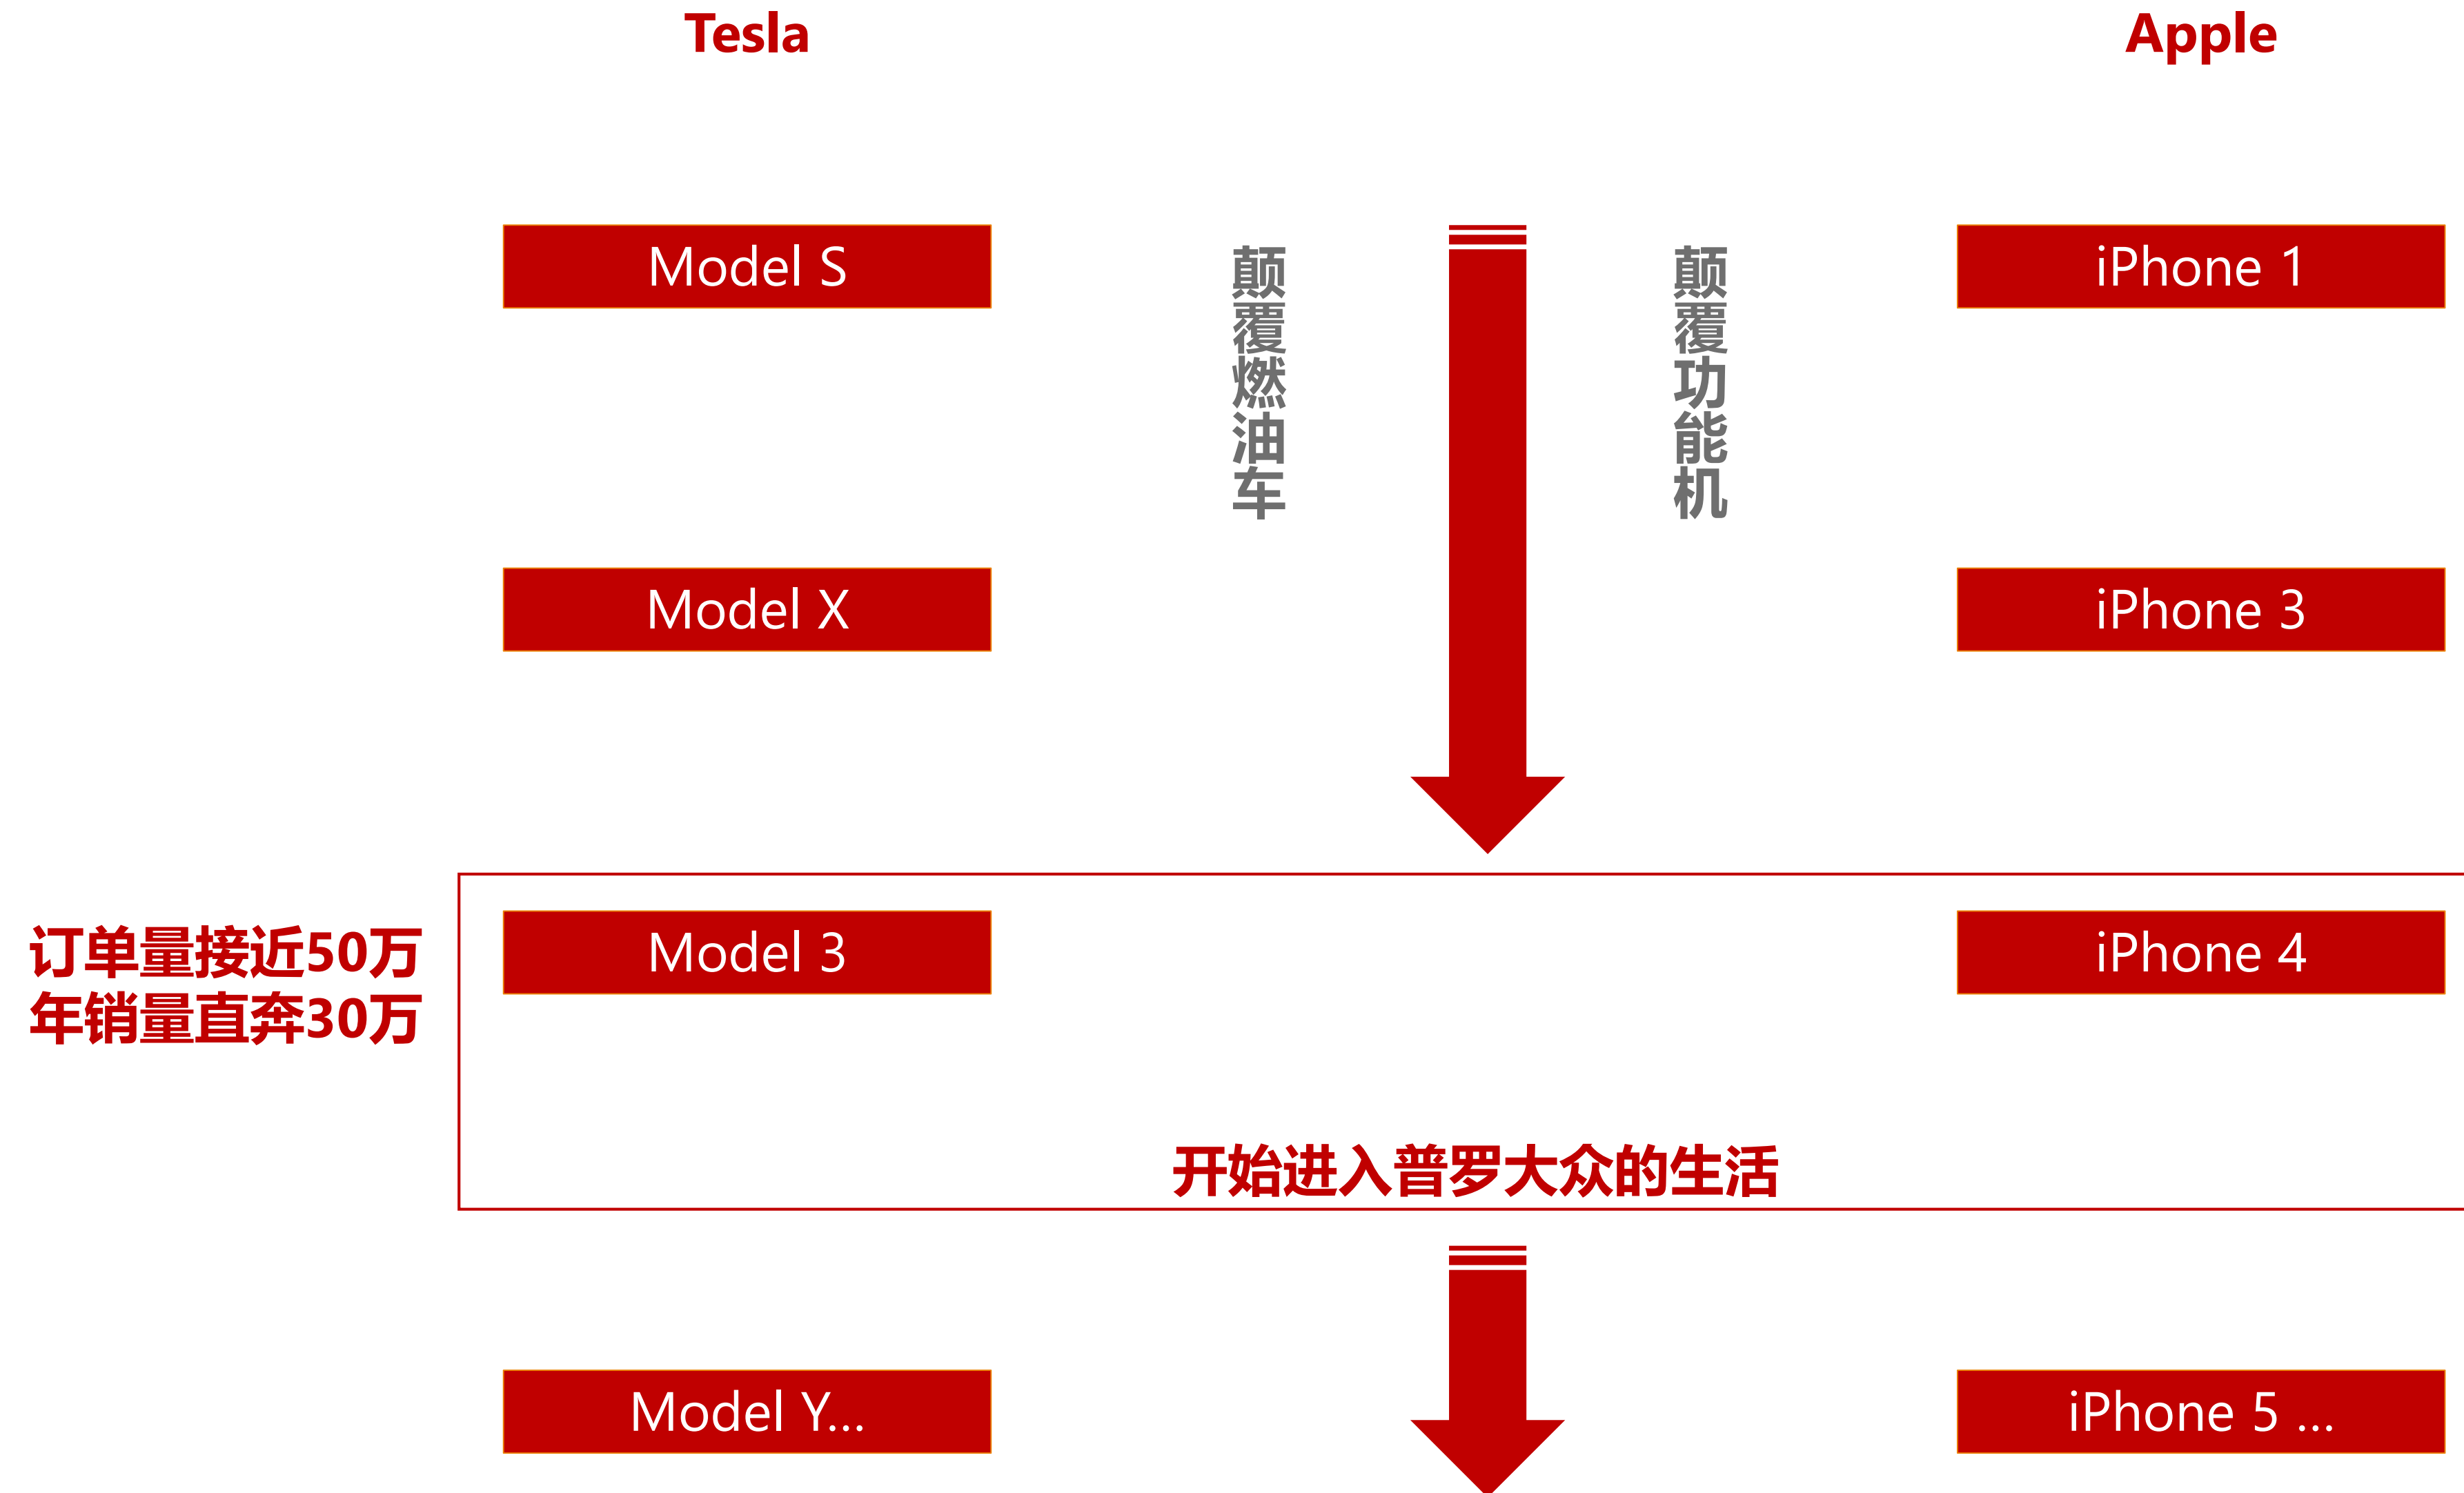 Tesla
Apple
Model S
颠覆燃油车
颠覆功能机
iPhone 1
Model X
iPhone 3
订单量接近50万
年销量直奔30万
Model 3
iPhone 4
开始进入普罗大众的生活
Model Y...
iPhone 5 ...